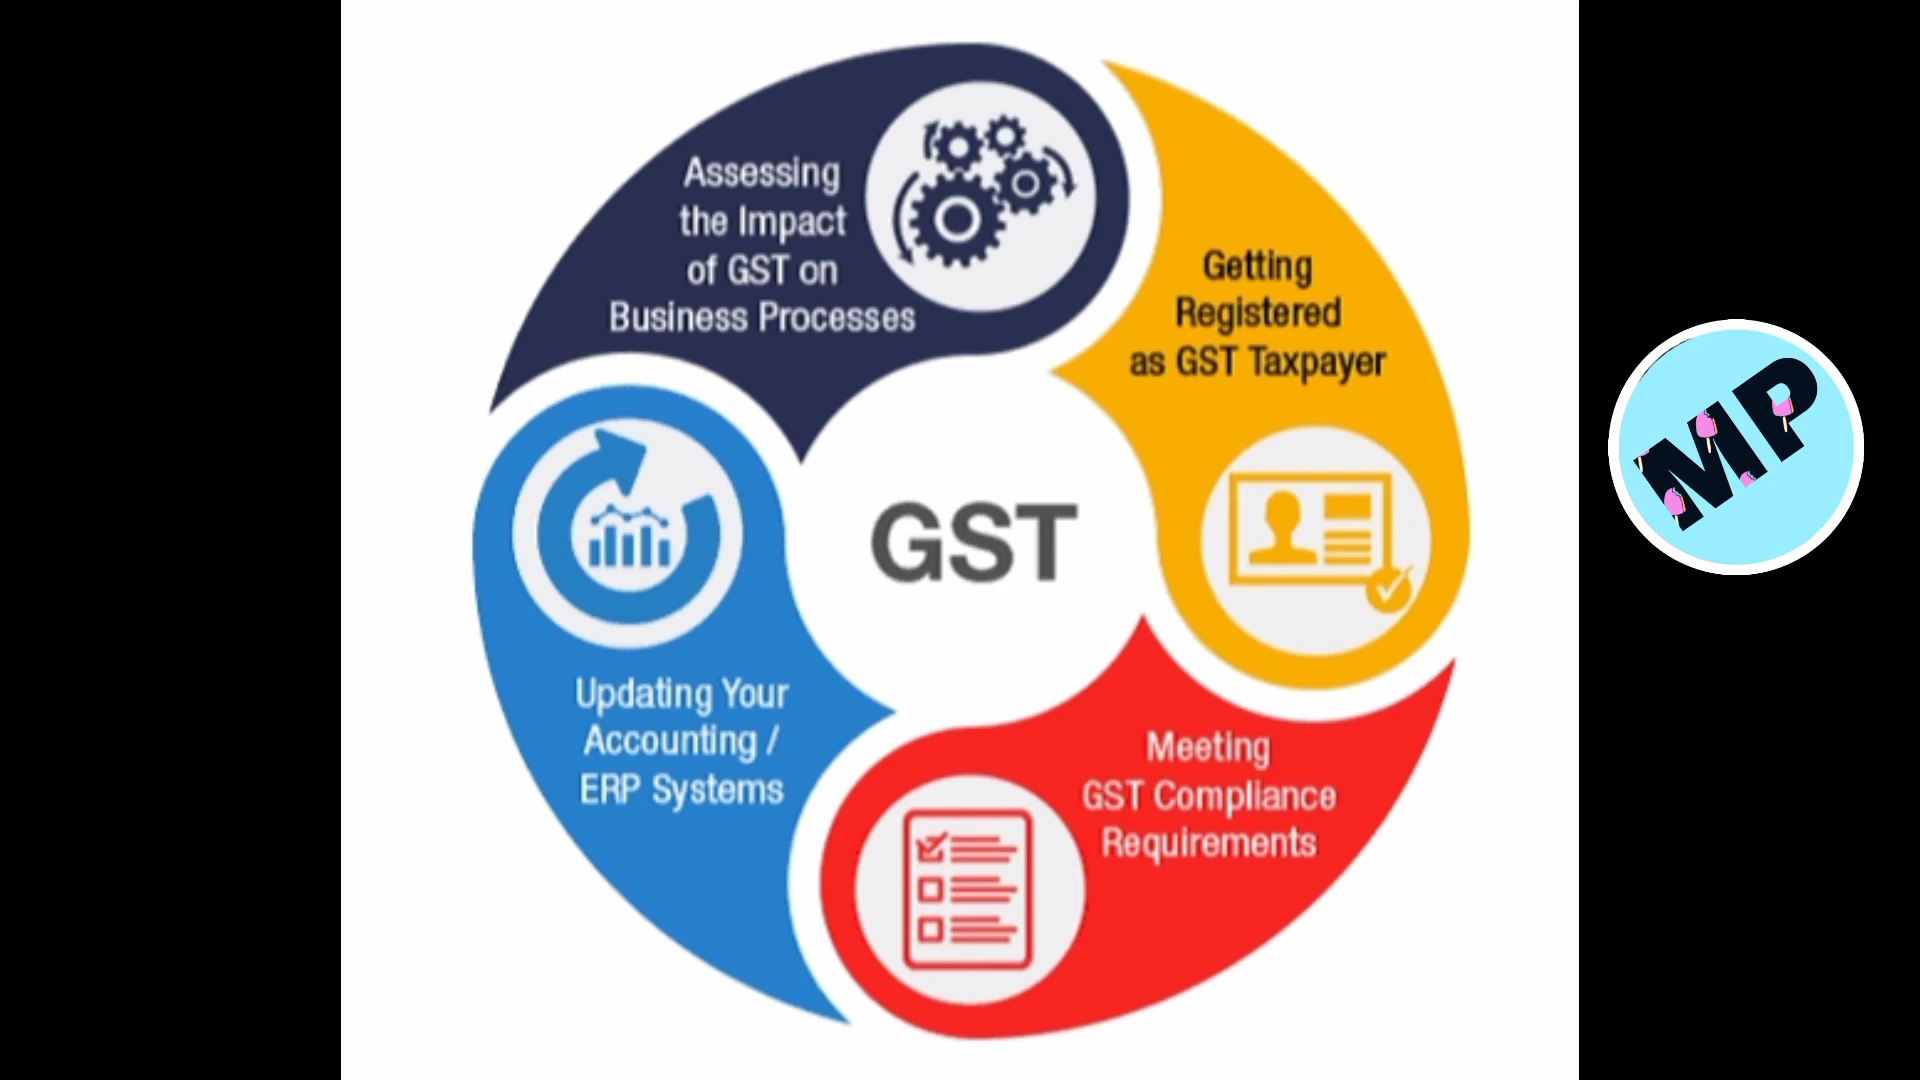 Assessing
the Impact
of GST on
Business Processes
Getting
Registered
as GST Taxpayer
GST
MP
Updating Your
Accounting /
ERP Systems
Meeting
GST Compliance
Requirements